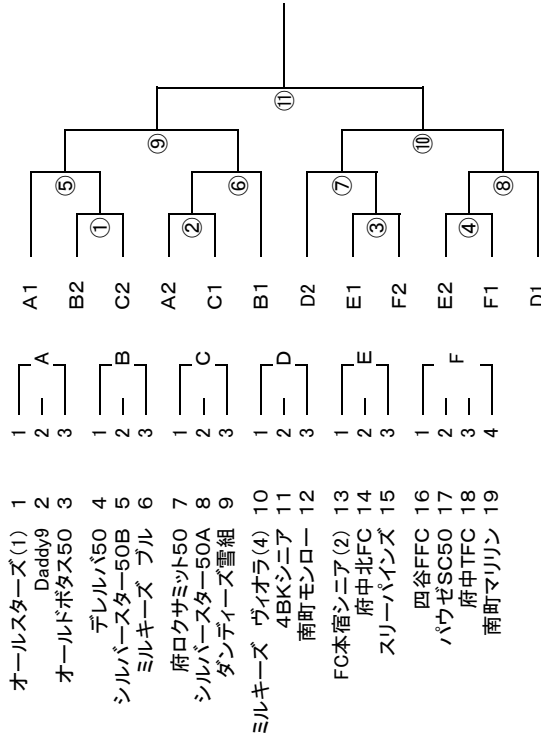 ⑪
⑨ ⑩
⑤ ⑥ ⑦ ⑧
① ② ③ ④
A1 B2 C2 A2 C1 B1 D2 E1 F2 E2 F1 D1
A B C D E F
1 2 3 1 2 3 1 2 3 1 2 3 1 2 3 1 2 3 4
オールスターズ(1) 1
Daddy9 2
オールドボタス50 3
デレルバ50 4
シルバースター50B 5
ミルキーズ ブル 6
府ロクサミット50 7
シルバースター50A 8
ダンディーズ雪組 9
ミルキーズ ヴィオラ(4) 10
4BKシニア 11
南町モンロー 12
FC本宿シニア(2) 13
府中北FC 14
スリーパインズ 15
四谷FFC 16
パウゼSC50 17
府中TFC 18
南町マリリン 19